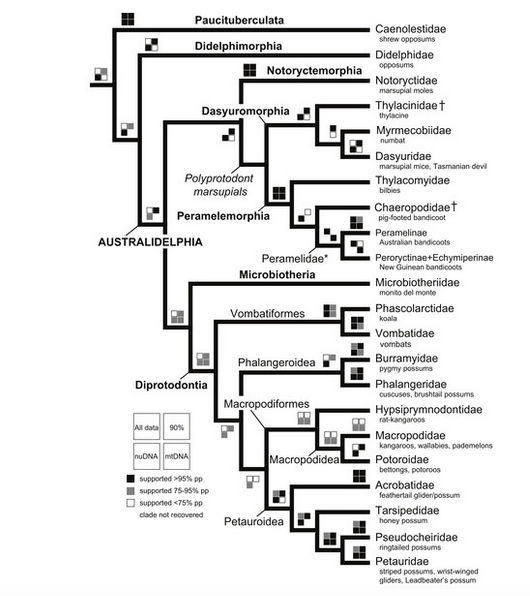 Paucituberculata
Caenolestidae
shrew opposums
Didelphimorphia
Didelphidae
opossums
Notoryctemorphia
Notoryctidae
marsupial moles
Dasyuromorphia
Thylacinidae †
thylacine
Myrmecobiidae
numbat
Dasyuridae
marsupial mice, Tasmanian devil
Polyprotodont
marsupials
Thylacomyidae
bilbies
Peramelemorphia
Chaeropodidae†
pig-footed bandicoot
Peramelinae
Australian bandicoots
Peramelidae*
Peroryctinae+Echymiperinae
New Guinean bandicoots
AUSTRALIDELPHIA
Microbiotheria
Microbiotheriidae
monito del monte
Vombatiformes
Phascolarctidae
koala
Vombatidae
vombats
Phalangeroidea
Burramyidae
pygmy possums
Diprotodontia
Phalangeridae
cuscuses, brushtail possums
Macropodiformes
Hypsiprymnodontidae
rat-kangaroos
Macropodidae
kangaroos, wallabies, pademelons
Macropodidea
Potoroidae
bettongs, potoroos
Acrobatidae
feathertail glider/possum
Petauroidea
Tarsipedidae
honey possum
Pseudocheiridae
ringtailed possums
Petauridae
striped possums, wrist-winged
gliders, Leadbeater's possum
All data
90%
nuDNA
mtDNA
supported >95% pp
supported 75-95% pp
supported <75% pp
clade not recovered